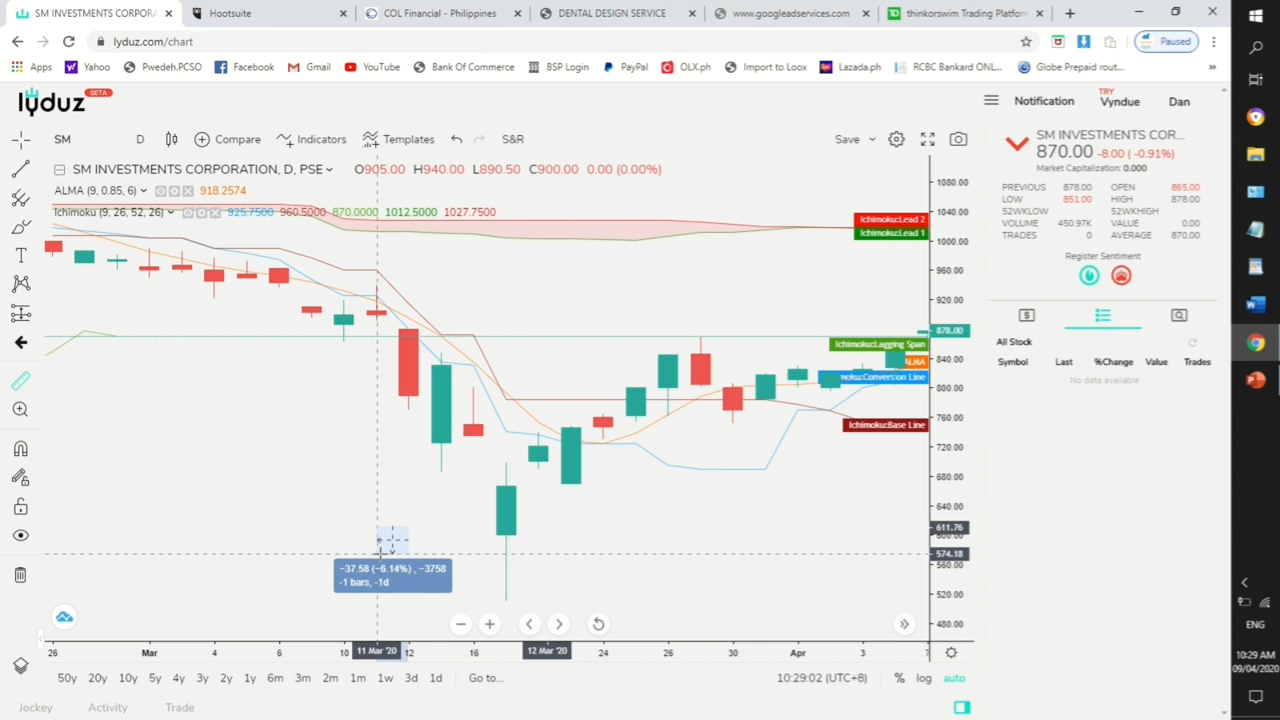 SM INVESTMENTS CORPORA
Hootsuite
COL Financial - Philippines
DENTAL DESIGN SERVICE
www.googleadservices.com
thinkorswim Trading Platform
lyduz.com/chart
Paused
Apps
Yahoo
Pwedeh.PCSO
Facebook
Gmail
YouTube
Bank Of Commerce
BSP Login
PayPal
OLX.ph
Import to Loox
Lazada.ph
RCBC Bankard ONL...
Globe Prepaid rout...
lyduz BETA
Notification
TRY
Vyndue
Dan
SM
D
Compare
Indicators
Templates
S&R
Save
SM INVESTMENTS CORPORATION, D, PSE O905.00 H940.00 L890.50 C900.00 0.00 (0.00%)
ALMA (9, 0.85, 6) 918.2574
Ichimoku (9, 26, 52, 26) 925.7500 960.5000 870.0000 1012.5000 1027.7500
Ichimoku:Lead 2
Ichimoku:Lead 1
Ichimoku:Lagging Span
ALMA
moku:Conversion Line
Ichimoku:Base Line
1080.00
1040.00
1000.00
960.00
920.00
878.00
840.00
800.00
760.00
720.00
680.00
640.00
611.76
600.00
574.18
560.00
520.00
480.00
−37.58 (−6.14%) , −3758
-1 bars, -1d
26
Mar
4
6
10
11 Mar '20
12
16
12 Mar '20
24
26
30
Apr
3
7
50y 20y 10y 5y 4y 3y 2y 1y 6m 3m 2m 1m 1w 3d 1d Go to...
10:29:02 (UTC+8)
% log auto
Jockey
Activity
Trade
SM INVESTMENTS COR...
870.00 -8.00 ( -0.91%)
Market Capitalization: 0.000
PREVIOUS 878.00 OPEN 865.00
LOW 851.00 HIGH 878.00
52WKLOW 52WKHIGH
VOLUME 450.97K VALUE 0.00
TRADES 0 AVERAGE 870.00
Register Sentiment
All Stock
Symbol Last %Change Value Trades
No data available
ENG
10:29 AM
09/04/2020